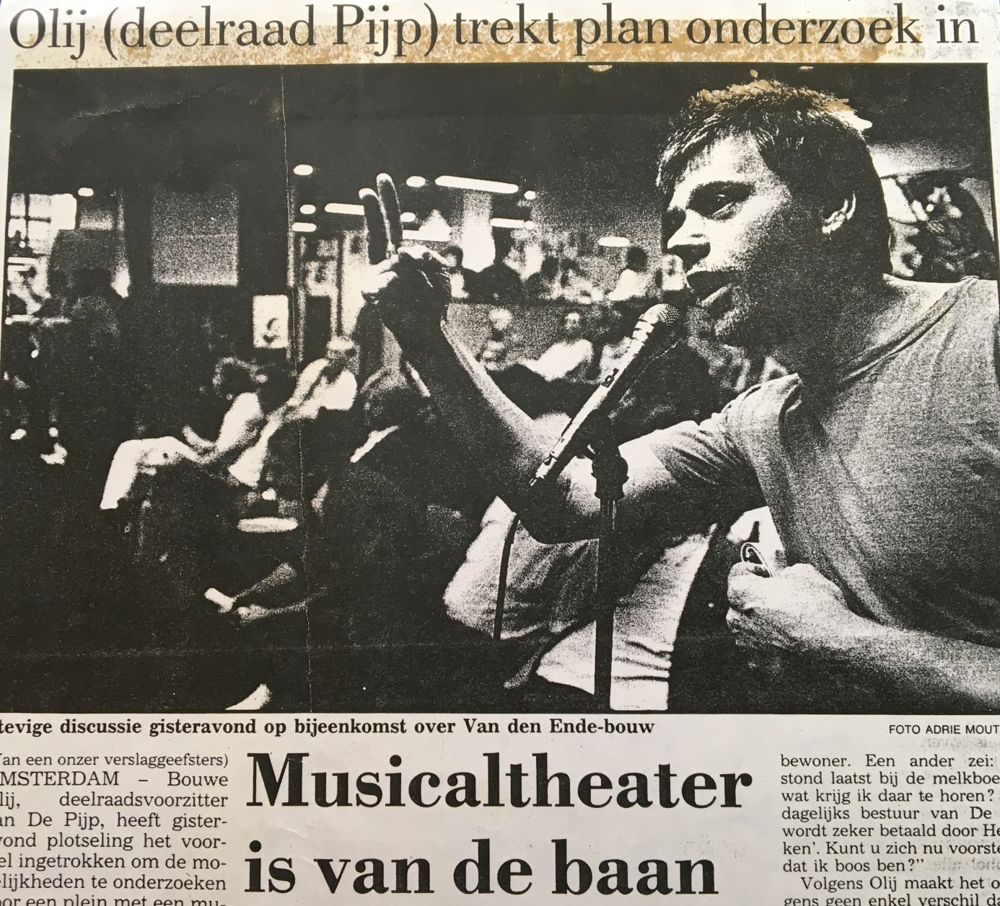 Olij (deelraad Pijp) trekt plan onderzoek in
tevige discussie gisteravond op bijeenkomst over Van den Ende-bouw
FOTO ADRIE MOUT
Van een onzer verslaggeefsters)
MSTERDAM – Bouwe
lij, deelraadsvoorzitter
an De Pijp, heeft gister-
vond plotseling het voor-
el ingetrokken om de mo-
elijkheden te onderzoeken
oor een plein met een mu-
Musicaltheater
is van de baan
bewoner. Een ander zei:
stond laatst bij de melkboe
wat krijg ik daar te horen?
dagelijks bestuur van De
wordt zeker betaald door He
ken'. Kunt u zich nu voorste
dat ik boos ben?"
Volgens Olij maakt het o
gens geen enkel verschil da